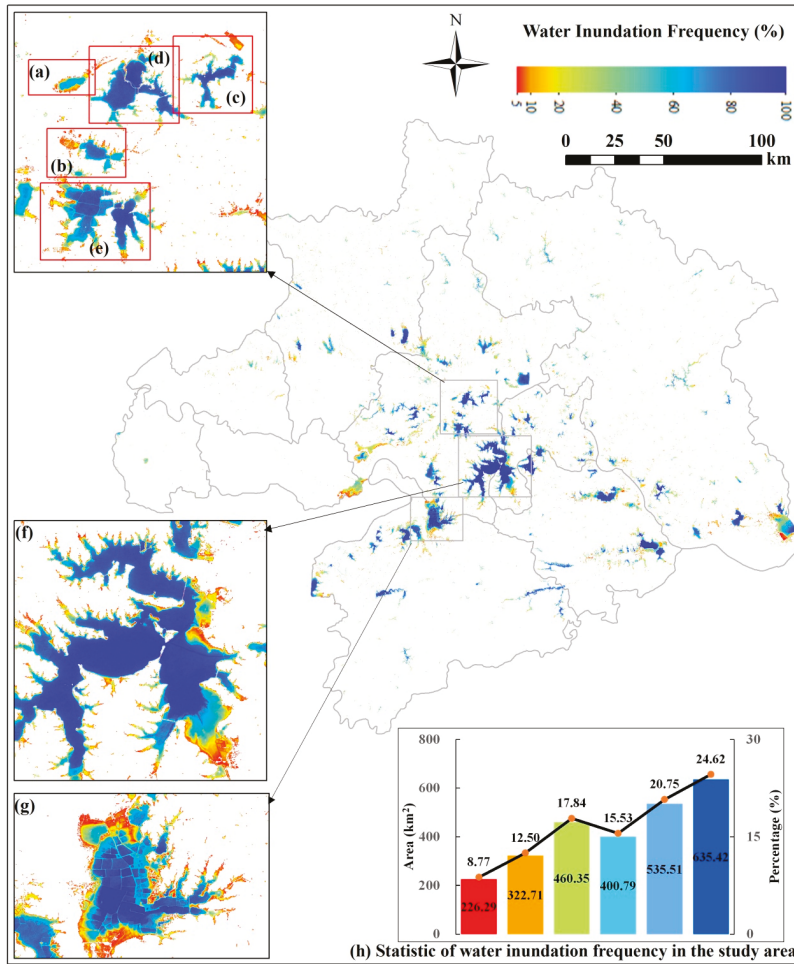 N
Water Inundation Frequency (%)
5 10 20 40 60 80 100
0 25 50 100
km
(a)
(d)
(c)
(b)
(e)
(f)
(g)
800 30
600
400 15
200
0 0
Area (km²)
Percentage (%)
8.77 12.50 17.84 15.53 20.75 24.62
226.29 322.71 460.35 400.79 535.51 635.42
(h) Statistic of water inundation frequency in the study area